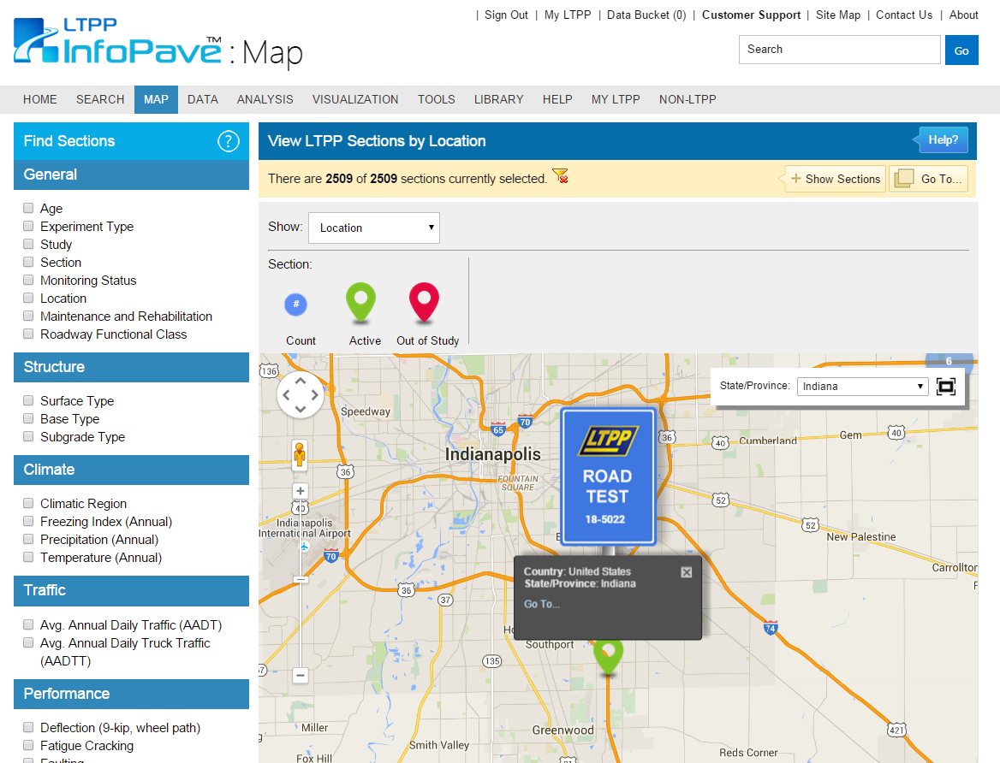 | Sign Out | My LTPP | Data Bucket (0) | Customer Support | Site Map | Contact Us | About
LTPP
InfoPave™ : Map
Search
Go
HOME SEARCH MAP DATA ANALYSIS VISUALIZATION TOOLS LIBRARY HELP MY LTPP NON-LTPP
Find Sections
?
General
Age
Experiment Type
Study
Section
Monitoring Status
Location
Maintenance and Rehabilitation
Roadway Functional Class
Structure
Surface Type
Base Type
Subgrade Type
Climate
Climatic Region
Freezing Index (Annual)
Precipitation (Annual)
Temperature (Annual)
Traffic
Avg. Annual Daily Traffic (AADT)
Avg. Annual Daily Truck Traffic
(AADTT)
Performance
Deflection (9-kip, wheel path)
Fatigue Cracking
Faulting
View LTPP Sections by Location
Help?
There are 2509 of 2509 sections currently selected.
+ Show Sections
Go To...
Show: Location
Section:
#
Count
Active
Out of Study
6
State/Province: Indiana
136
Speedway
70
65
36
40
Cumberland
Gem
40
Indianapolis
36
FOUNTAIN
SQUARE
LTPP
ROAD
TEST
18-5022
40
52
Indianapolis
International Airport
52
New Palestine
70
Carrollton
36
37
Country: United States
State/Province: Indiana
Go To...
74
Southport
135
Miller
Greenwood
421
Smith Valley
Fox Hill
31
Reds Corner